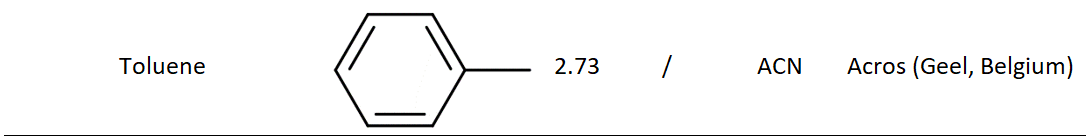 Toluene 2.73 / ACN Acros (Geel, Belgium)